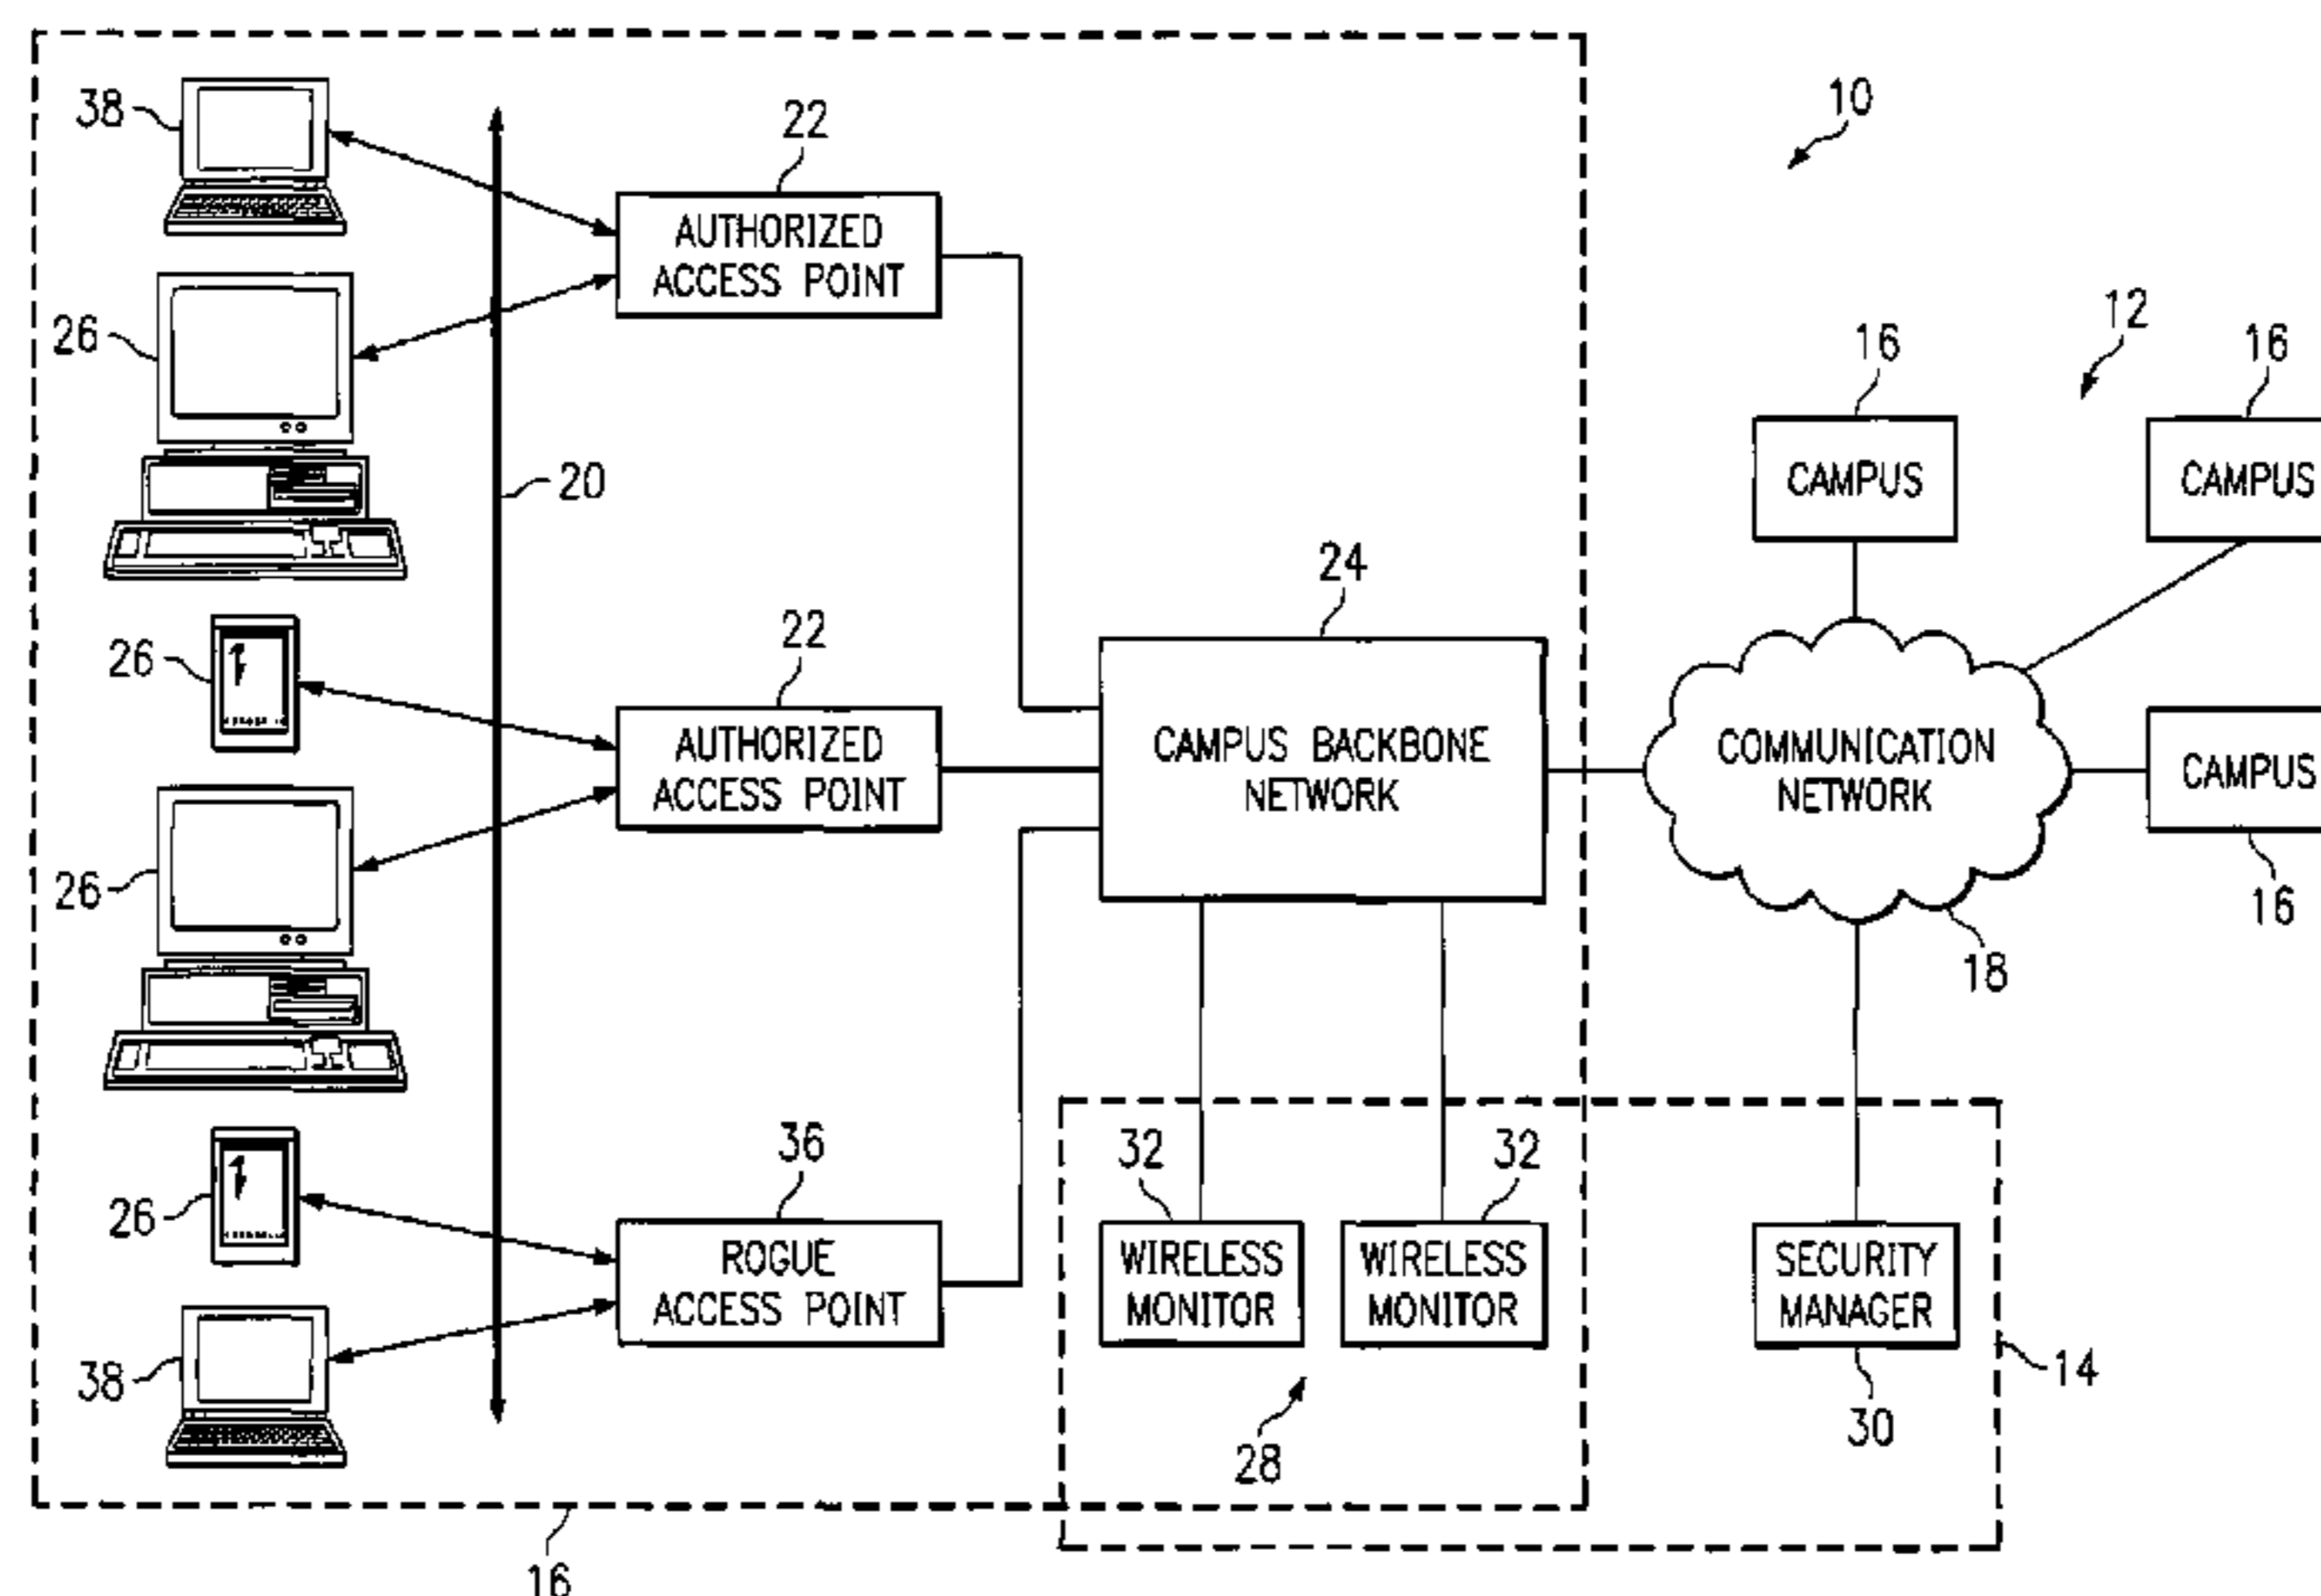 38
22
10
AUTHORIZED
ACCESS POINT
26
12
16
16
CAMPUS
CAMPUS
20
24
22
26
AUTHORIZED
ACCESS POINT
CAMPUS BACKBONE
NETWORK
COMMUNICATION
NETWORK
CAMPUS
26
16
18
36
32
32
26
ROGUE
ACCESS POINT
WIRELESS
MONITOR
WIRELESS
MONITOR
SECURITY
MANAGER
38
14
28
30
16